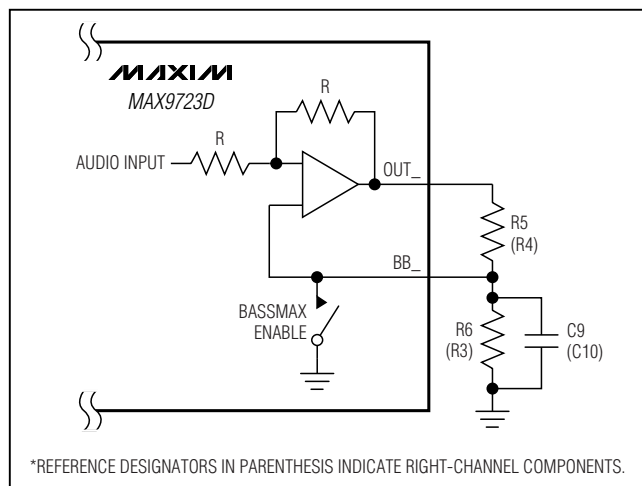 MAXIM
MAX9723D
R
R
AUDIO INPUT
OUT_
R5
(R4)
BB_
BASSMAX
ENABLE
R6
(R3)
C9
(C10)
*REFERENCE DESIGNATORS IN PARENTHESIS INDICATE RIGHT-CHANNEL COMPONENTS.